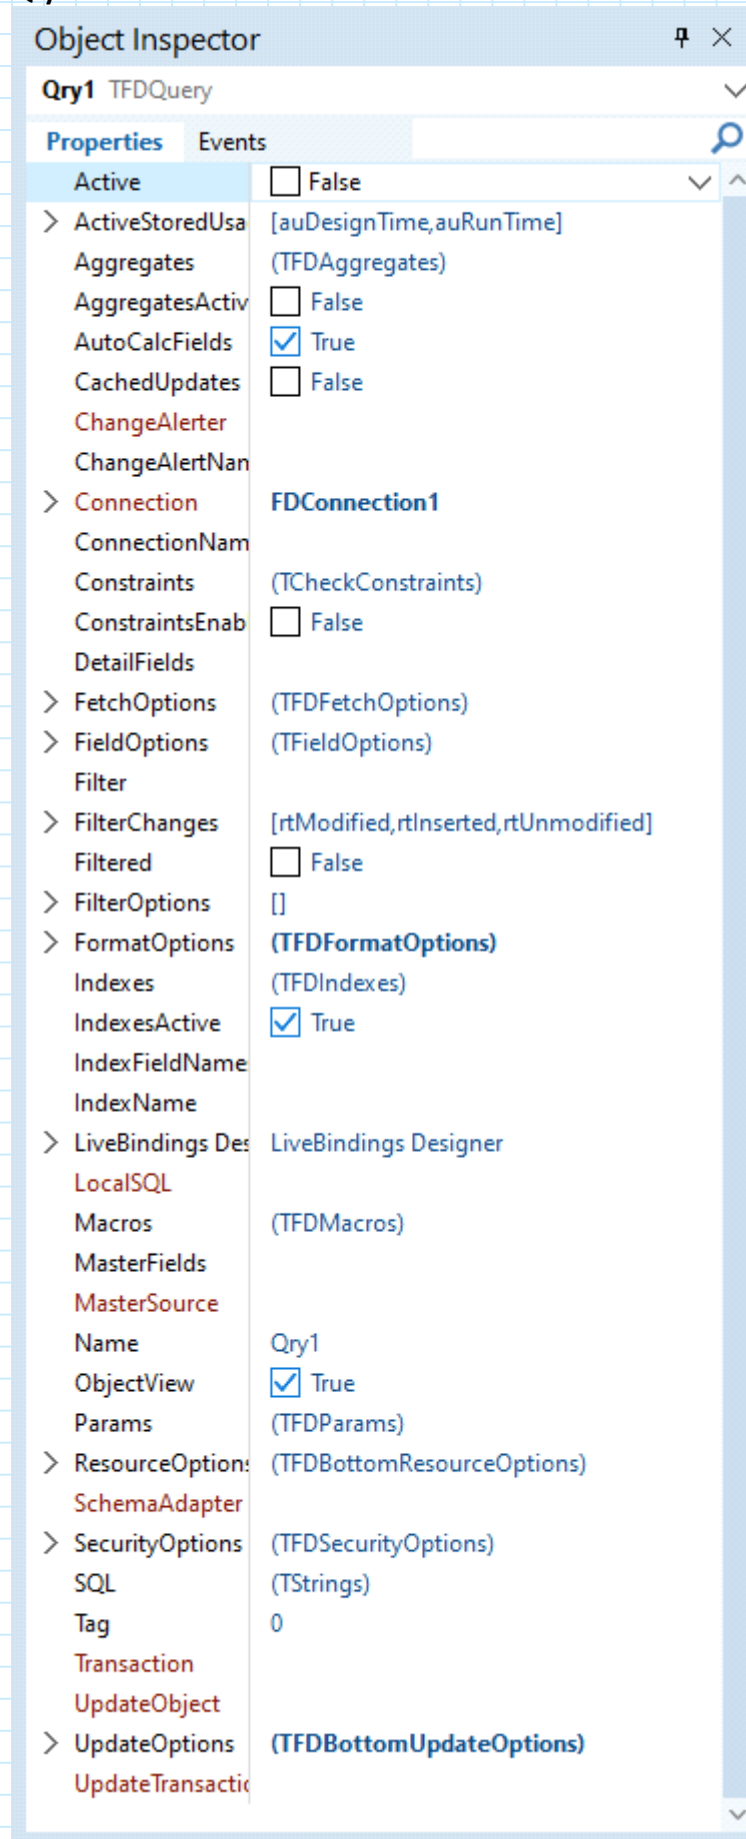 Object Inspector
Qry1 TFDQuery
Properties Events
Active False
ActiveStoredUsa [auDesignTime,auRunTime]
Aggregates (TFDAggregates)
AggregatesActiv False
AutoCalcFields True
CachedUpdates False
ChangeAlerter
ChangeAlertNan
Connection FDConnection1
ConnectionNam
Constraints (TCheckConstraints)
ConstraintsEnab False
DetailFields
FetchOptions (TFDFetchOptions)
FieldOptions (TFieldOptions)
Filter
FilterChanges [rtModified,rtInserted,rtUnmodified]
Filtered False
FilterOptions []
FormatOptions (TFDFormatOptions)
Indexes (TFDIndexes)
IndexesActive True
IndexFieldName
IndexName
LiveBindings Des LiveBindings Designer
LocalSQL
Macros (TFDMacros)
MasterFields
MasterSource
Name Qry1
ObjectView True
Params (TFDParams)
ResourceOptions (TFDBottomResourceOptions)
SchemaAdapter
SecurityOptions (TFDSecurityOptions)
SQL (TStrings)
Tag 0
Transaction
UpdateObject
UpdateOptions (TFDBottomUpdateOptions)
UpdateTransactio